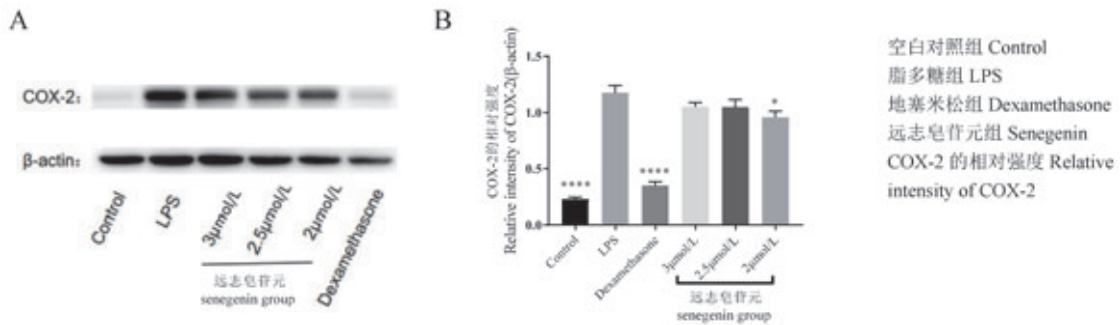 A
COX-2:
β-actin:
Control
LPS
3μmol/L
2.5μmol/L
2μmol/L
Dexamethasone
远志皂苷元
senegenin group
B
COX-2的相对强度
Relative intensity of COX-2(β-actin)
1.5
1.0
0.5
0.0
****
****
*
Control
LPS
Dexamethasone
3μmol/L
2.5μmol/L
2μmol/L
远志皂苷元
senegenin group
空白对照组 Control
脂多糖组 LPS
地塞米松组 Dexamethasone
远志皂苷元组 Senegenin
COX-2 的相对强度 Relative
intensity of COX-2